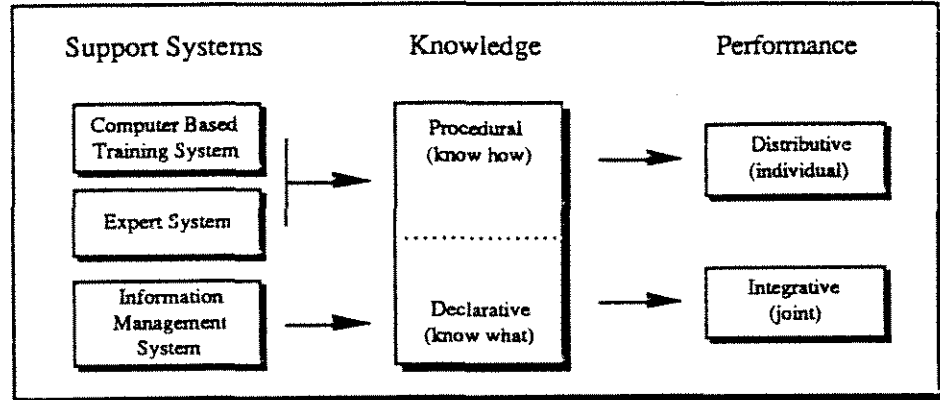 Support Systems
Knowledge
Performance
Computer Based
Training System
Expert System
Information
Management
System
Procedural
(know how)
Declarative
(know what)
Distributive
(individual)
Integrative
(joint)